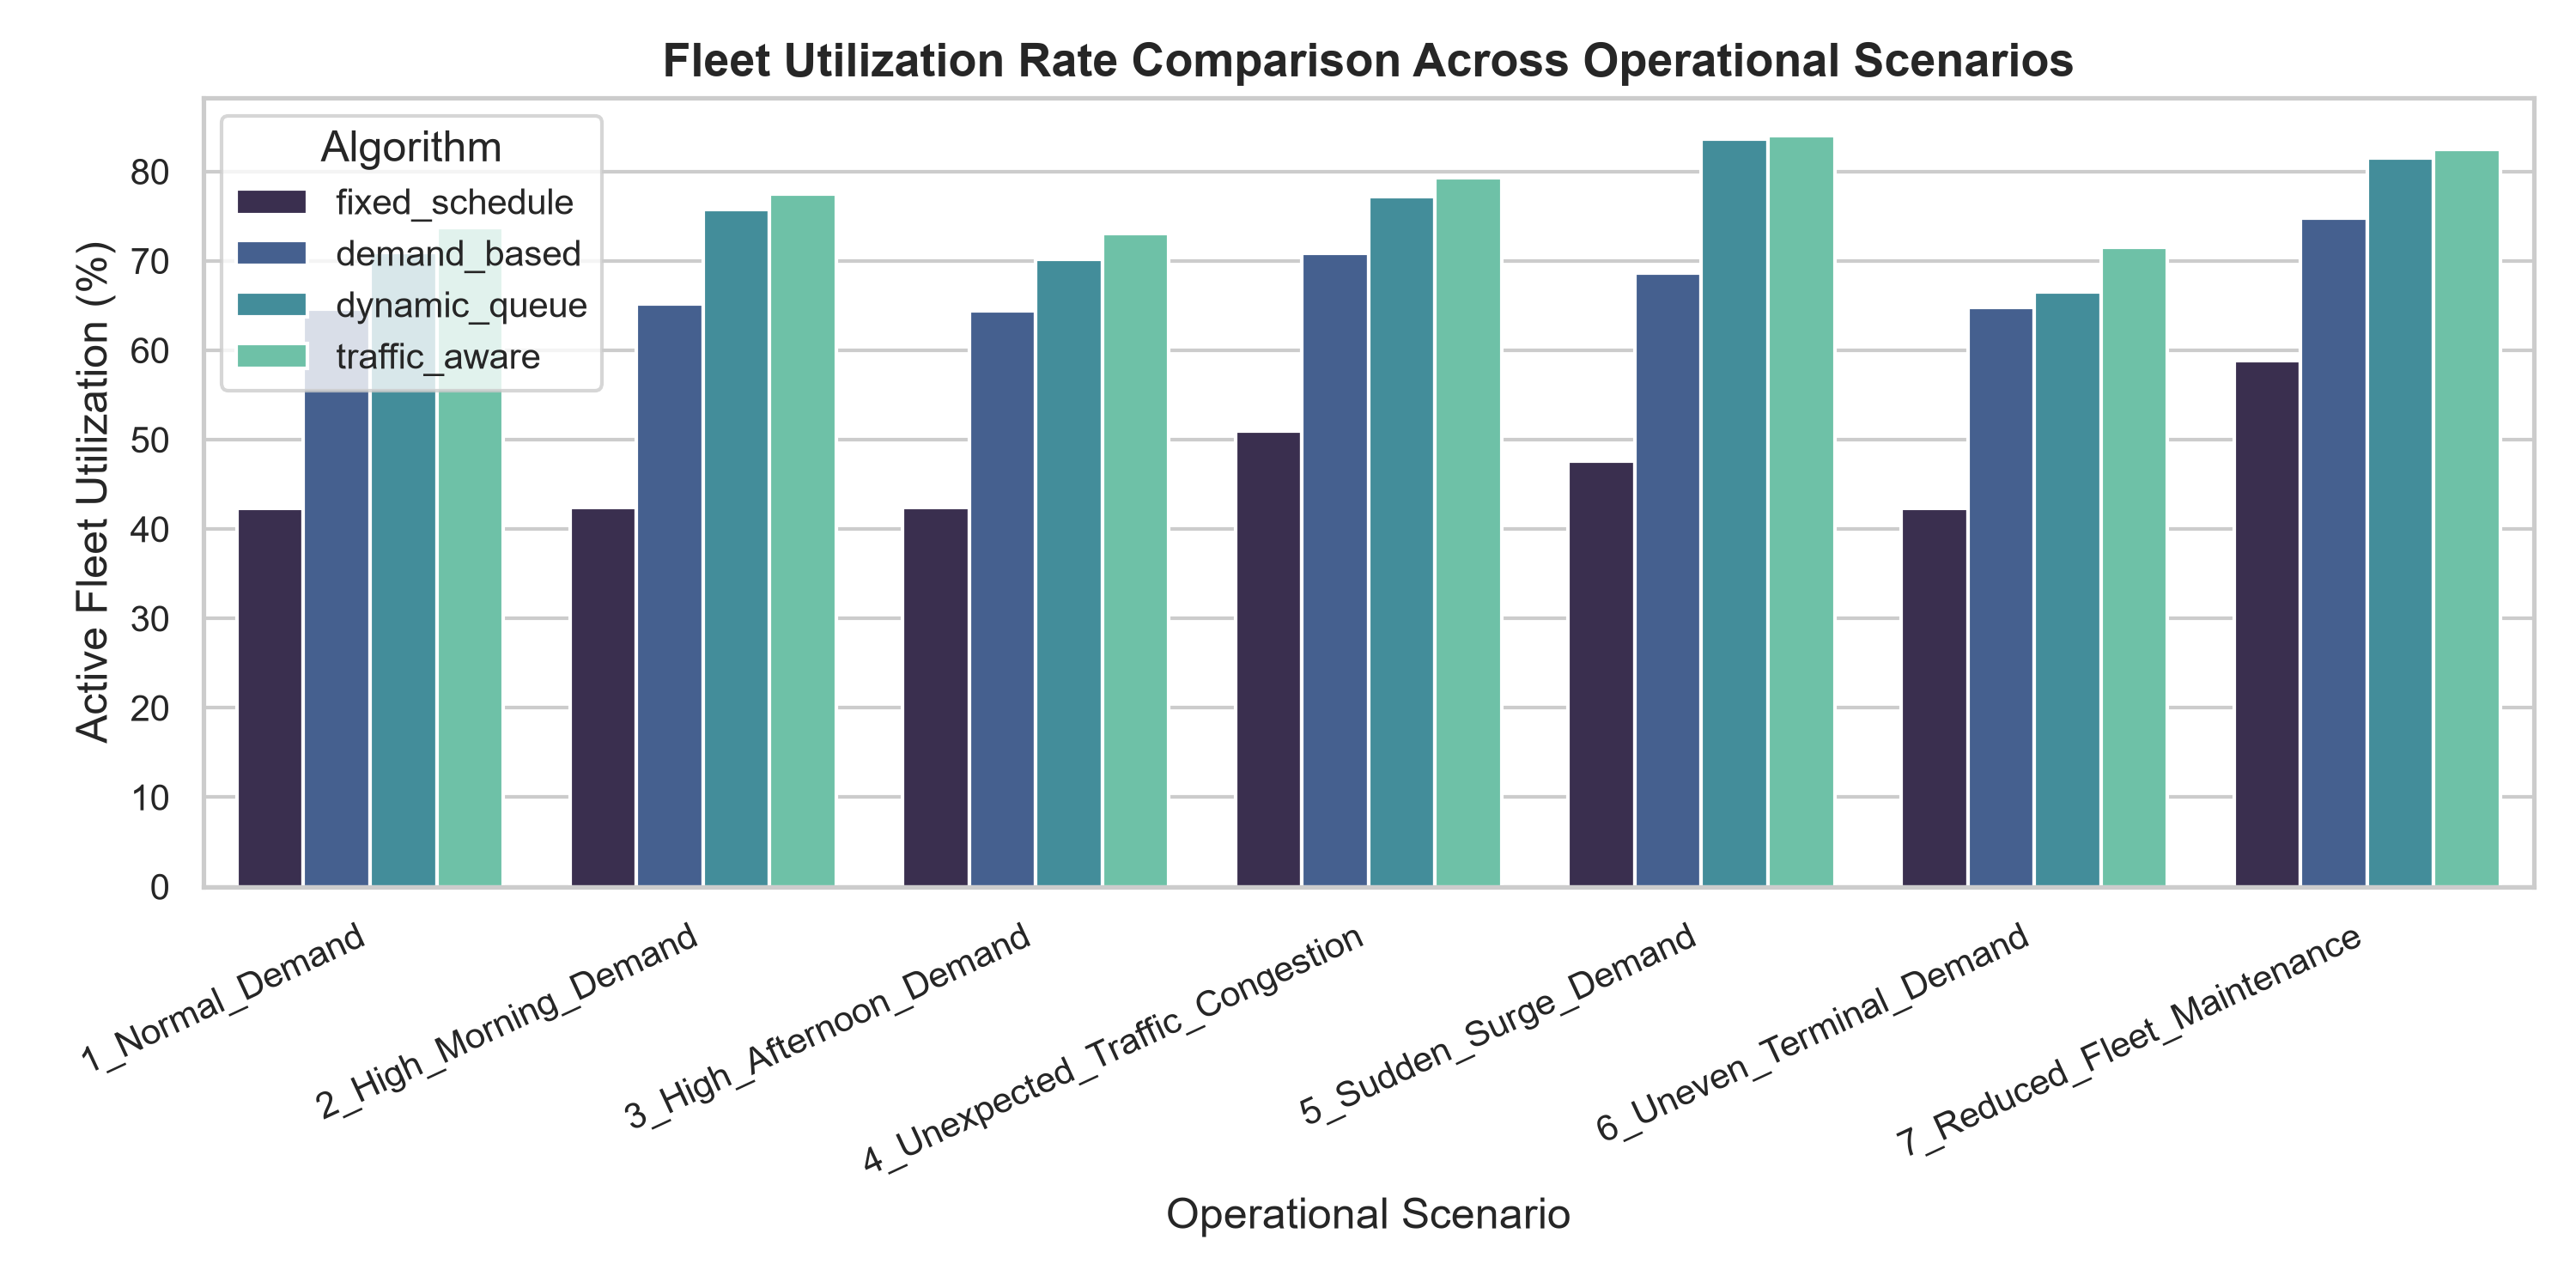 Fleet Utilization Rate Comparison Across Operational Scenarios
Active Fleet Utilization (%)
80
70
60
50
40
30
20
10
0
Algorithm
fixed_schedule
demand_based
dynamic_queue
traffic_aware
1_Normal_Demand
2_High_Morning_Demand
3_High_Afternoon_Demand
4_Unexpected_Traffic_Congestion
5_Sudden_Surge_Demand
6_Uneven_Terminal_Demand
7_Reduced_Fleet_Maintenance
Operational Scenario